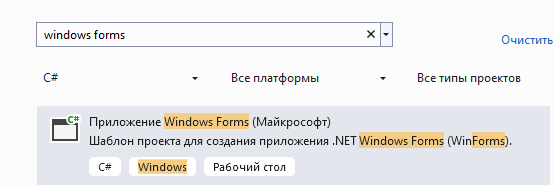 windows forms
Очистить
C# Все платформы Все типы проектов
C#
Приложение Windows Forms (Майкрософт)
Шаблон проекта для создания приложения .NET Windows Forms (WinForms).
C# Windows Рабочий стол